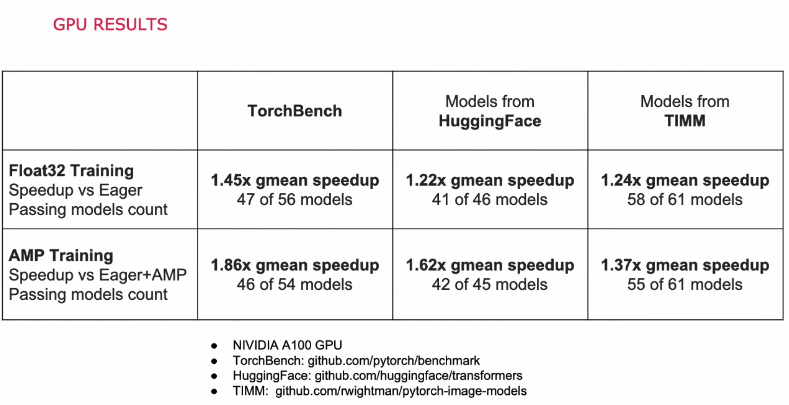 GPU RESULTS
TorchBench
Models from
HuggingFace
Models from
TIMM
Float32 Training
Speedup vs Eager
Passing models count
1.45x gmean speedup
47 of 56 models
1.22x gmean speedup
41 of 46 models
1.24x gmean speedup
58 of 61 models
AMP Training
Speedup vs Eager+AMP
Passing models count
1.86x gmean speedup
46 of 54 models
1.62x gmean speedup
42 of 45 models
1.37x gmean speedup
55 of 61 models
● NIVIDIA A100 GPU
● TorchBench: github.com/pytorch/benchmark
● HuggingFace: github.com/huggingface/transformers
● TIMM: github.com/rwightman/pytorch-image-models